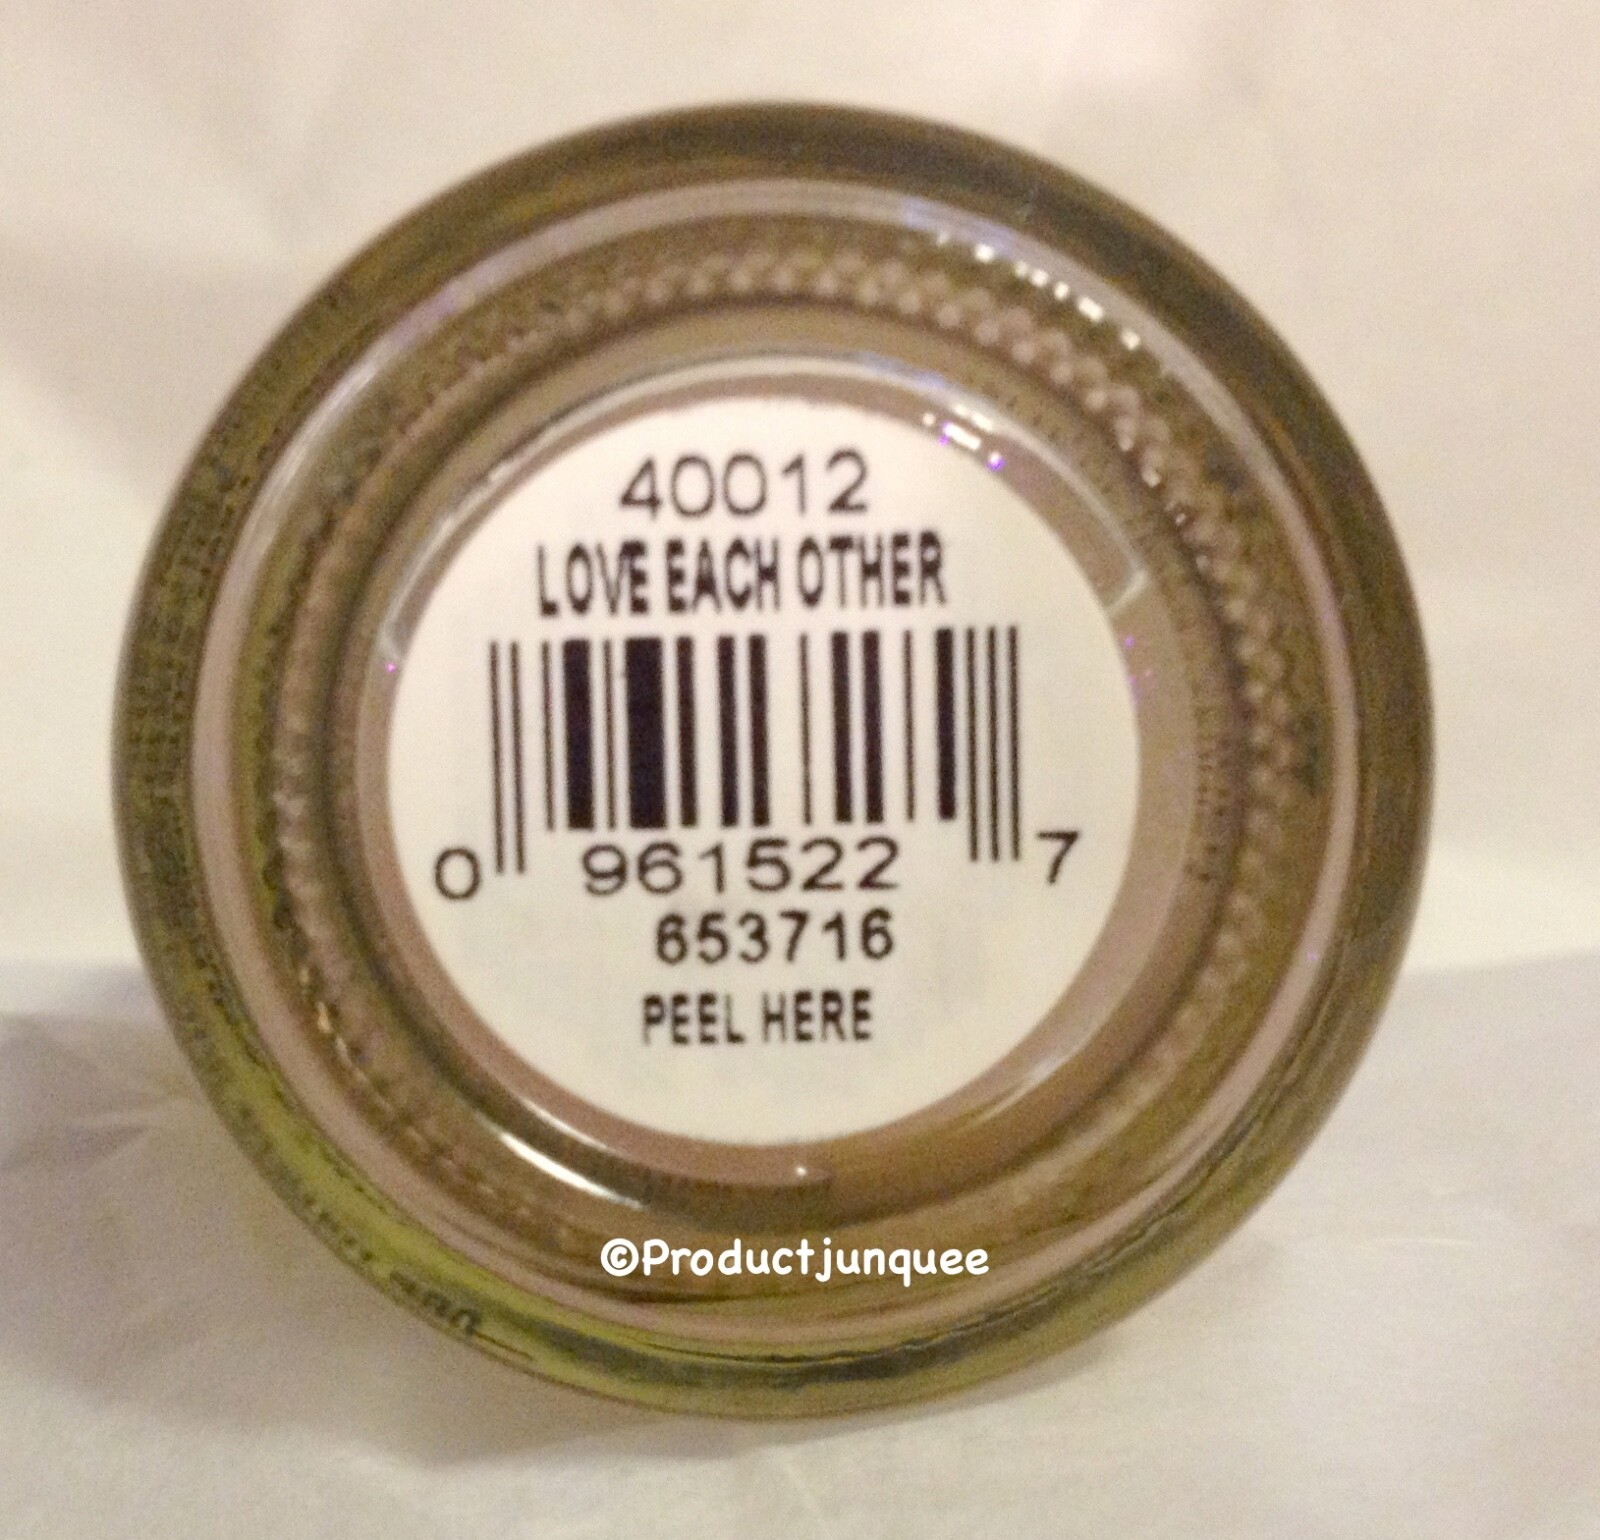 40012
LOVE EACH OTHER
0 961522 7
653716
PEEL HERE
©Productjunquee